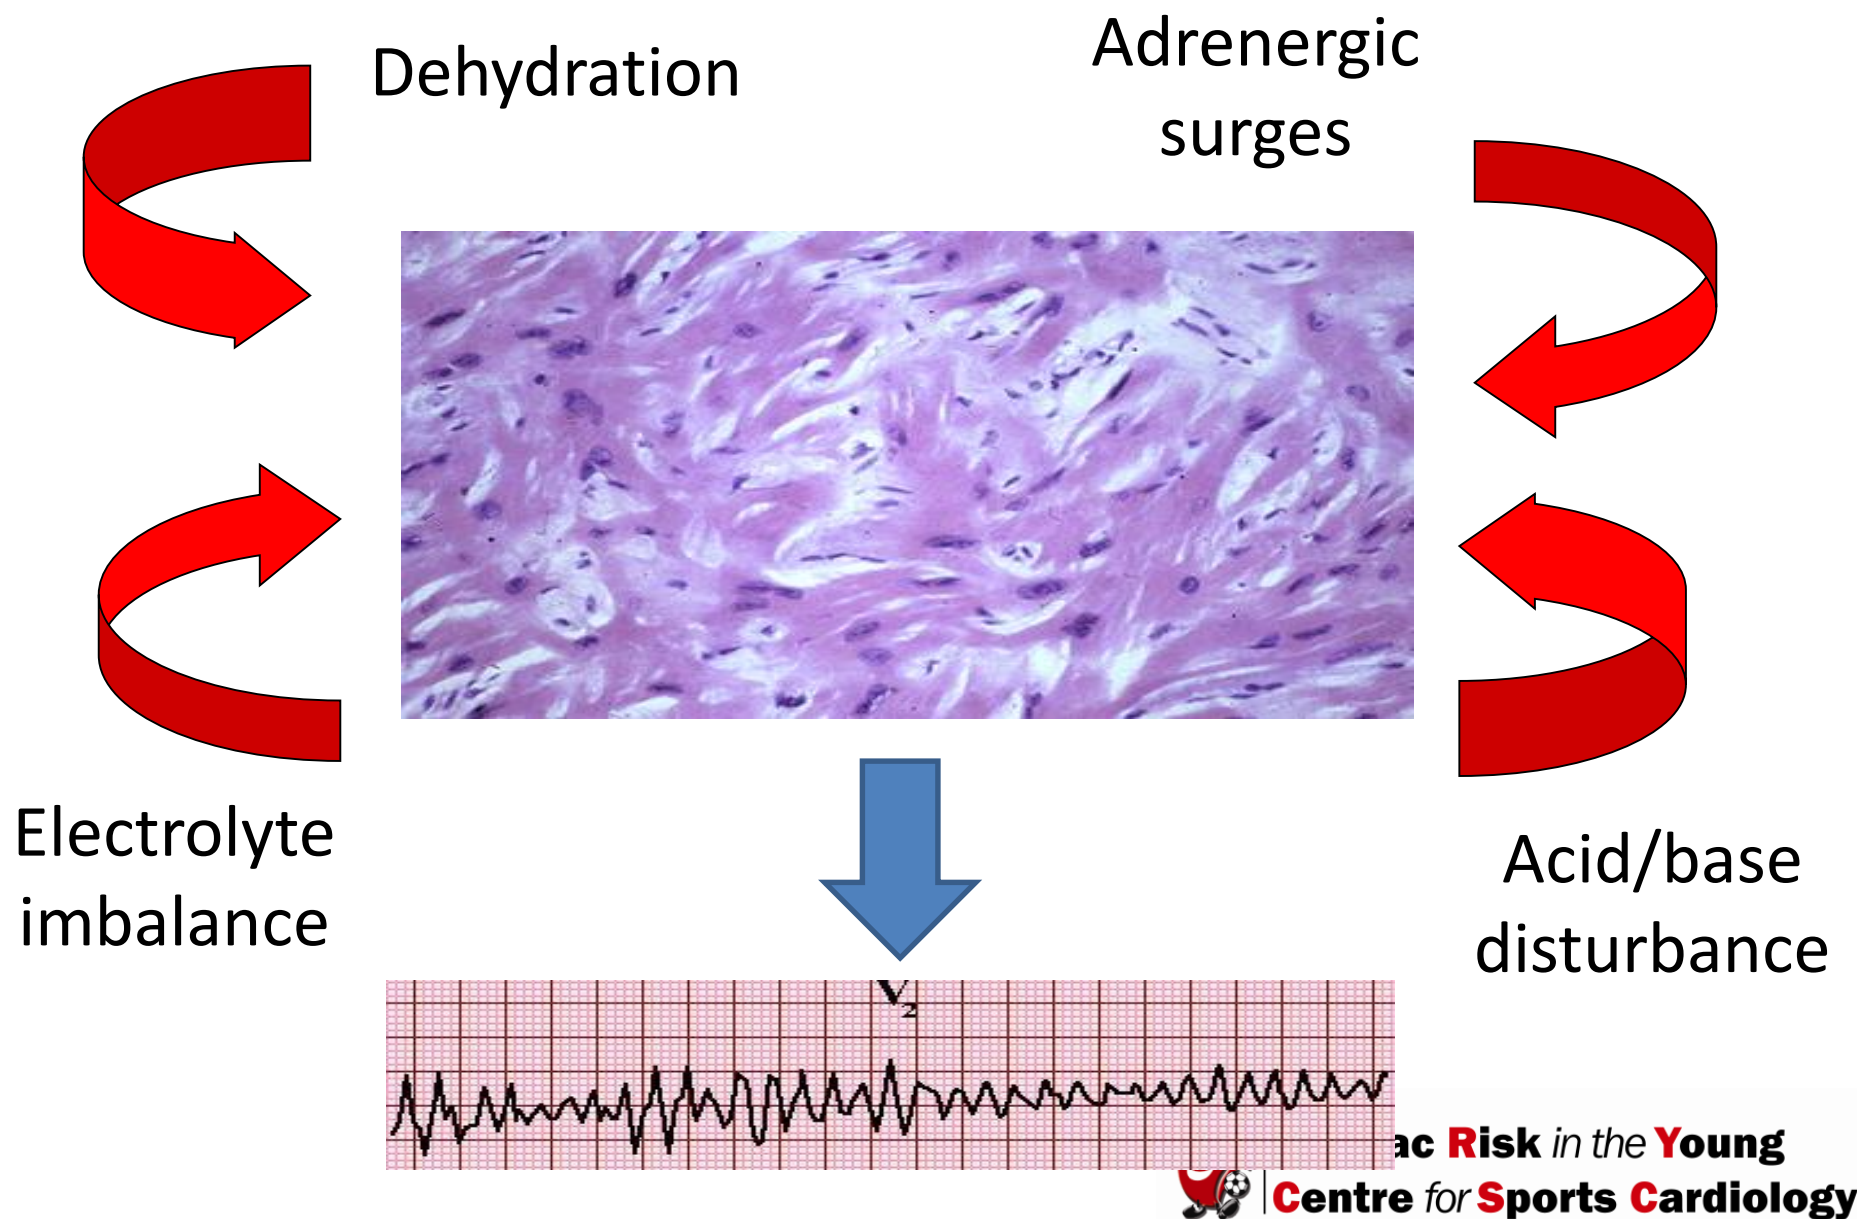 Dehydration
Adrenergic
surges
Electrolyte
imbalance
Acid/base
disturbance
V2
Risk in the Young
Centre for Sports Cardiology